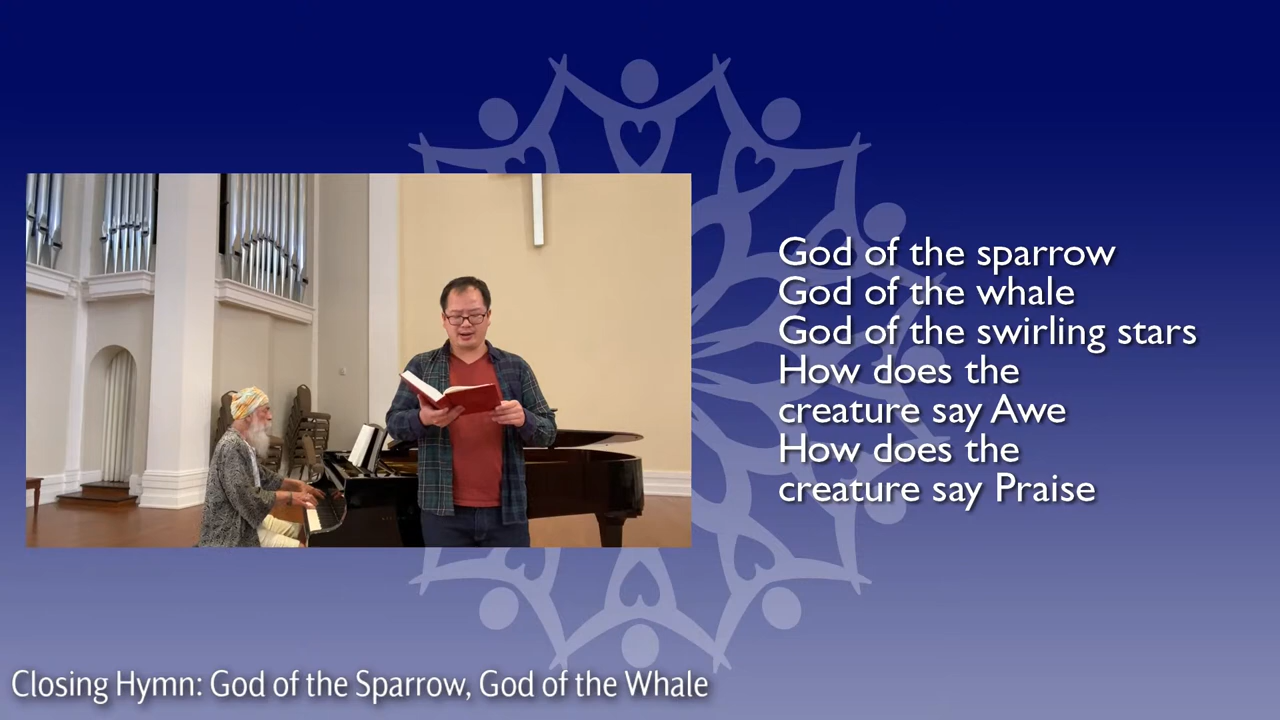 God of the sparrow
God of the whale
God of the swirling stars
How does the
creature say Awe
How does the
creature say Praise
Closing Hymn: God of the Sparrow, God of the Whale